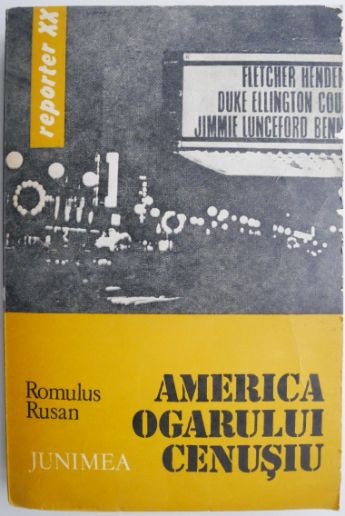 reporter XX
FLETCHER HENDER
DUKE ELLINGTON COU
JIMMIE LUNCEFORD BENN
Romulus
Rusan
JUNIMEA
AMERICA
OGARULUI
CENUȘIU